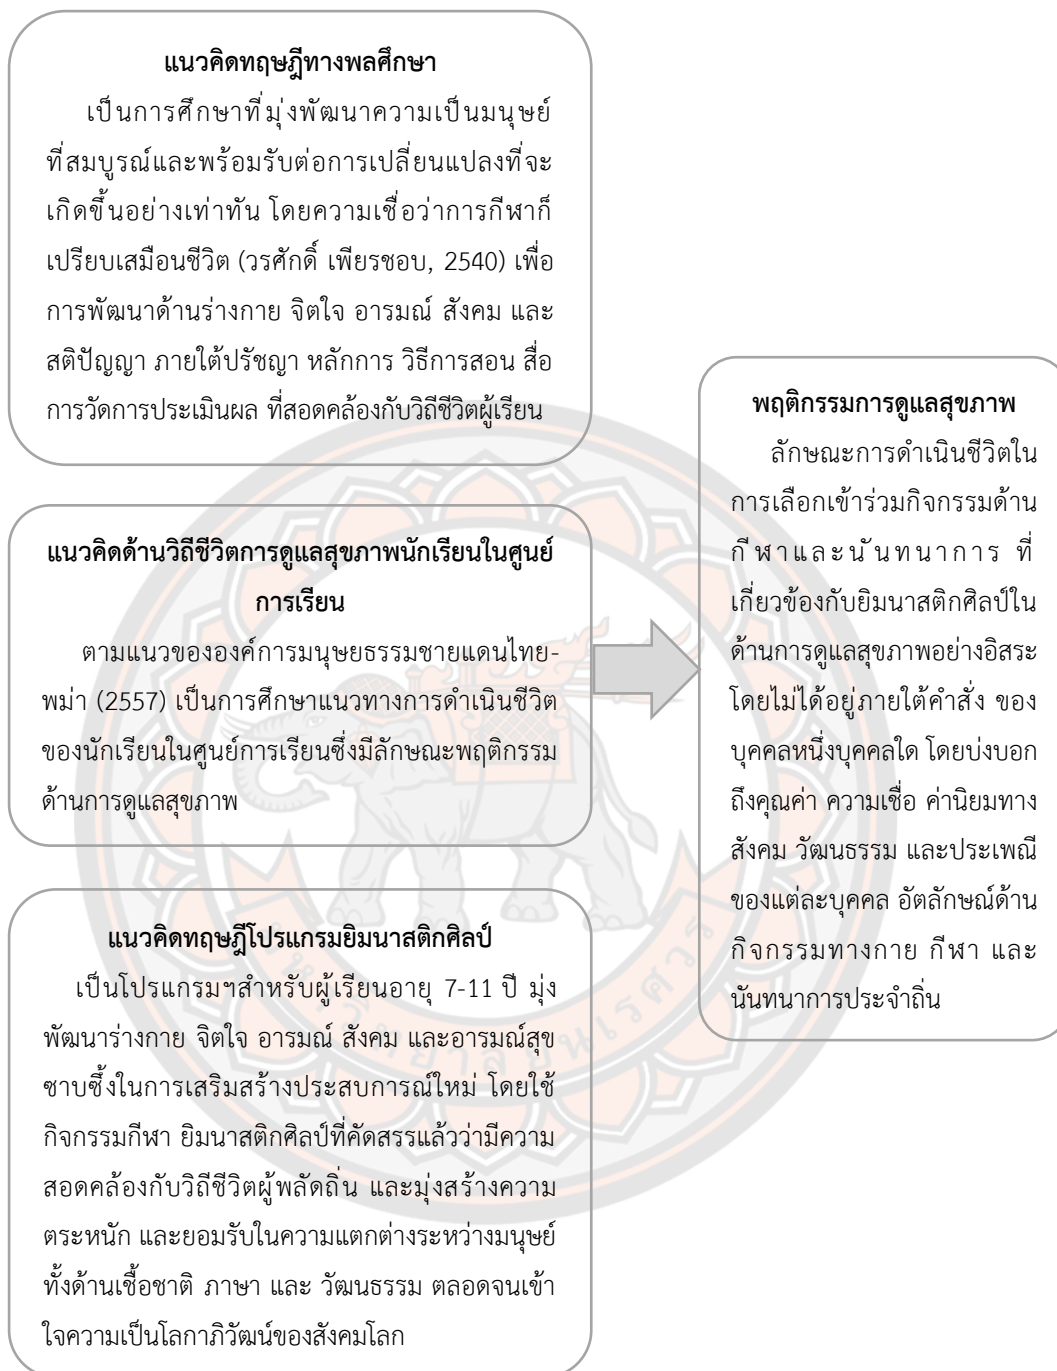 แนวคิดทฤษฎีทางพลศึกษา
เป็นการศึกษาที่มุ่งพัฒนาความเป็นมนุษย์
ที่สมบูรณ์และพร้อมรับต่อการเปลี่ยนแปลงที่จะ
เกิดขึ้นอย่างเท่าทัน โดยความเชื่อว่าการกีฬาก็
เปรียบเสมือนชีวิต (วรศักดิ์ เพียรชอบ, 2540) เพื่อ
การพัฒนาด้านร่างกาย จิตใจ อารมณ์ สังคม และ
สติปัญญา ภายใต้ปรัชญา หลักการ วิธีการสอน สื่อ
การวัดการประเมินผล ที่สอดคล้องกับวิถีชีวิตผู้เรียน
แนวคิดด้านวิถีชีวิตการดูแลสุขภาพนักเรียนในศูนย์
การเรียน
ตามแนวขององค์การมนุษยธรรมชายแดนไทย-
พม่า (2557) เป็นการศึกษาแนวทางการดำเนินชีวิต
ของนักเรียนในศูนย์การเรียนซึ่งมีลักษณะพฤติกรรม
ด้านการดูแลสุขภาพ
แนวคิดทฤษฎีโปรแกรมยิมนาสติกศิลป์
เป็นโปรแกรมฯสำหรับผู้เรียนอายุ 7-11 ปี มุ่ง
พัฒนาร่างกาย จิตใจ อารมณ์ สังคม และอารมณ์สุข
ซาบซึ้งในการเสริมสร้างประสบการณ์ใหม่ โดยใช้
กิจกรรมกีฬา ยิมนาสติกศิลป์ที่คัดสรรแล้วว่ามีความ
สอดคล้องกับวิถีชีวิตผู้พลัดถิ่น และมุ่งสร้างความ
ตระหนัก และยอมรับในความแตกต่างระหว่างมนุษย์
ทั้งด้านเชื้อชาติ ภาษา และ วัฒนธรรม ตลอดจนเข้า
ใจความเป็นโลกาภิวัฒน์ของสังคมโลก
พฤติกรรมการดูแลสุขภาพ
ลักษณะการดำเนินชีวิตใน
การเลือกเข้าร่วมกิจกรรมด้าน
กีฬาและนันทนาการ ที่
เกี่ยวข้องกับยิมนาสติกศิลป์ใน
ด้านการดูแลสุขภาพอย่างอิสระ
โดยไม่ได้อยู่ภายใต้คำสั่ง ของ
บุคคลหนึ่งบุคคลใด โดยบ่งบอก
ถึงคุณค่า ความเชื่อ ค่านิยมทาง
สังคม วัฒนธรรม และประเพณี
ของแต่ละบุคคล อัตลักษณ์ด้าน
กิจกรรมทางกาย กีฬา และ
นันทนาการประจำถิ่น